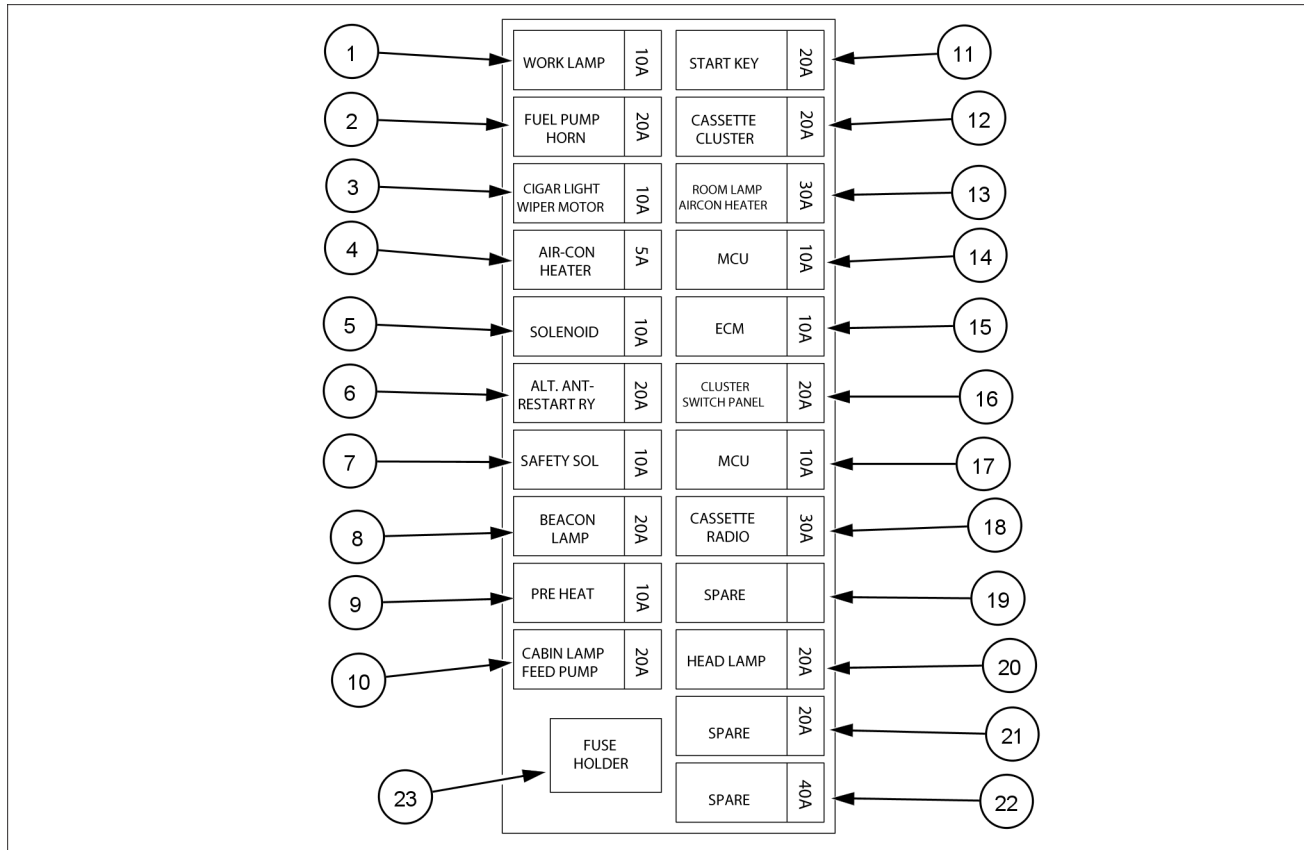 1
WORK LAMP
10A
START KEY
20A
11
2
FUEL PUMP
HORN
20A
CASSETTE
CLUSTER
20A
12
3
CIGAR LIGHT
WIPER MOTOR
10A
ROOM LAMP
AIRCON HEATER
30A
13
4
AIR-CON
HEATER
5A
MCU
10A
14
5
SOLENOID
10A
ECM
10A
15
6
ALT. ANT-
RESTART RY
20A
CLUSTER
SWITCH PANEL
20A
16
7
SAFETY SOL
10A
MCU
10A
17
8
BEACON
LAMP
20A
CASSETTE
RADIO
30A
18
9
PRE HEAT
10A
SPARE
19
10
CABIN LAMP
FEED PUMP
20A
HEAD LAMP
20A
20
SPARE
20A
21
23
FUSE
HOLDER
SPARE
40A
22